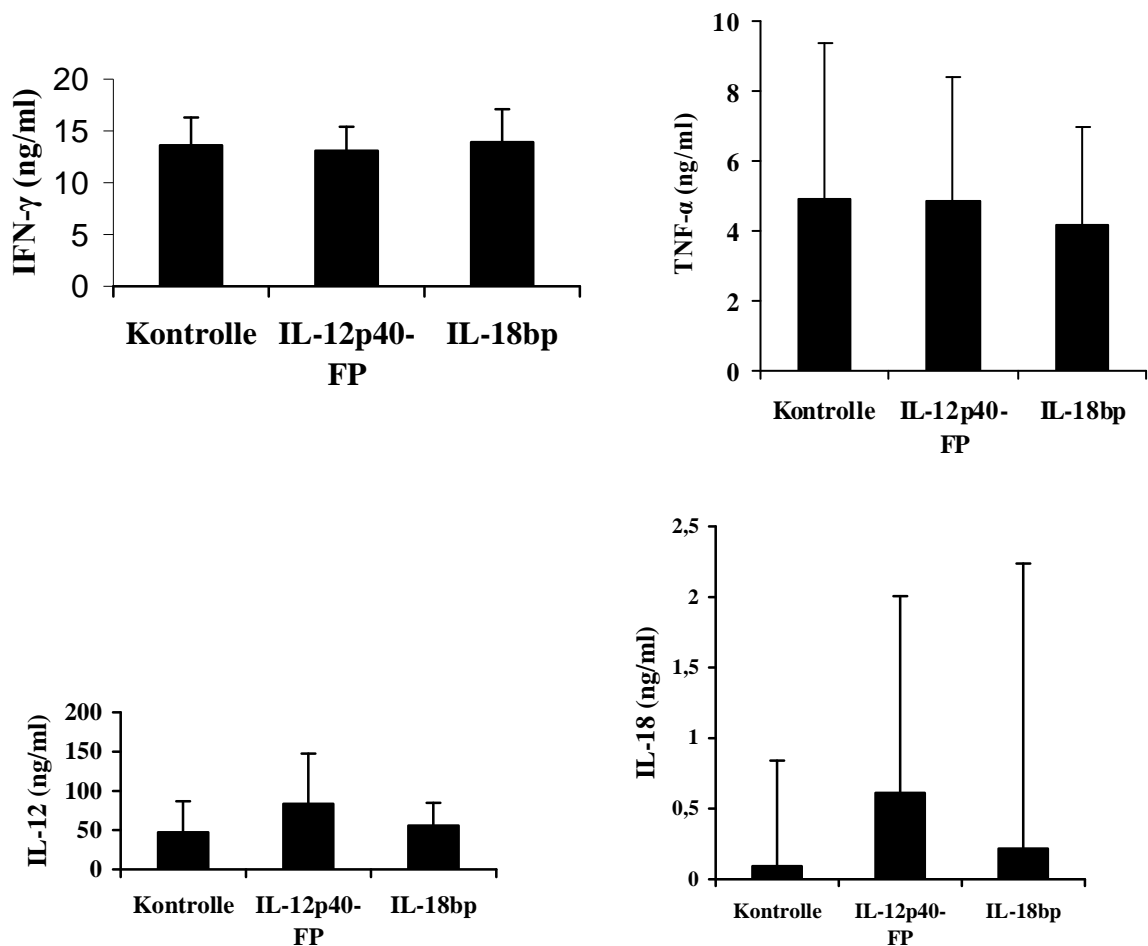 IFN-γ (ng/ml)
20
15
10
5
0
Kontrolle IL-12p40- IL-18bp
FP
TNF-α (ng/ml)
10
8
6
4
2
0
Kontrolle IL-12p40- IL-18bp
FP
IL-12 (ng/ml)
200
150
100
50
0
Kontrolle IL-12p40- IL-18bp
FP
IL-18 (ng/ml)
2,5
2
1,5
1
0,5
0
Kontrolle IL-12p40- IL-18bp
FP